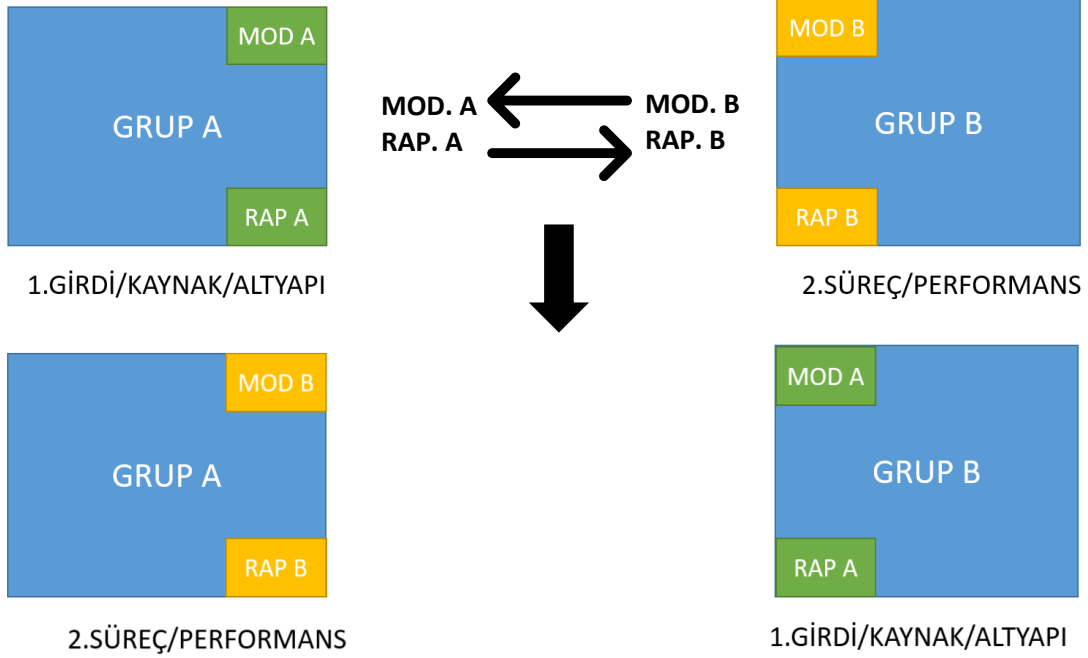 MOD A
GRUP A
RAP A
1.GİRDİ/KAYNAK/ALTYAPI
MOD. A
RAP. A
MOD. B
RAP. B
MOD B
GRUP B
RAP B
2.SÜREÇ/PERFORMANS
MOD B
GRUP A
RAP B
2.SÜREÇ/PERFORMANS
MOD A
GRUP B
RAP A
1.GİRDİ/KAYNAK/ALTYAPI